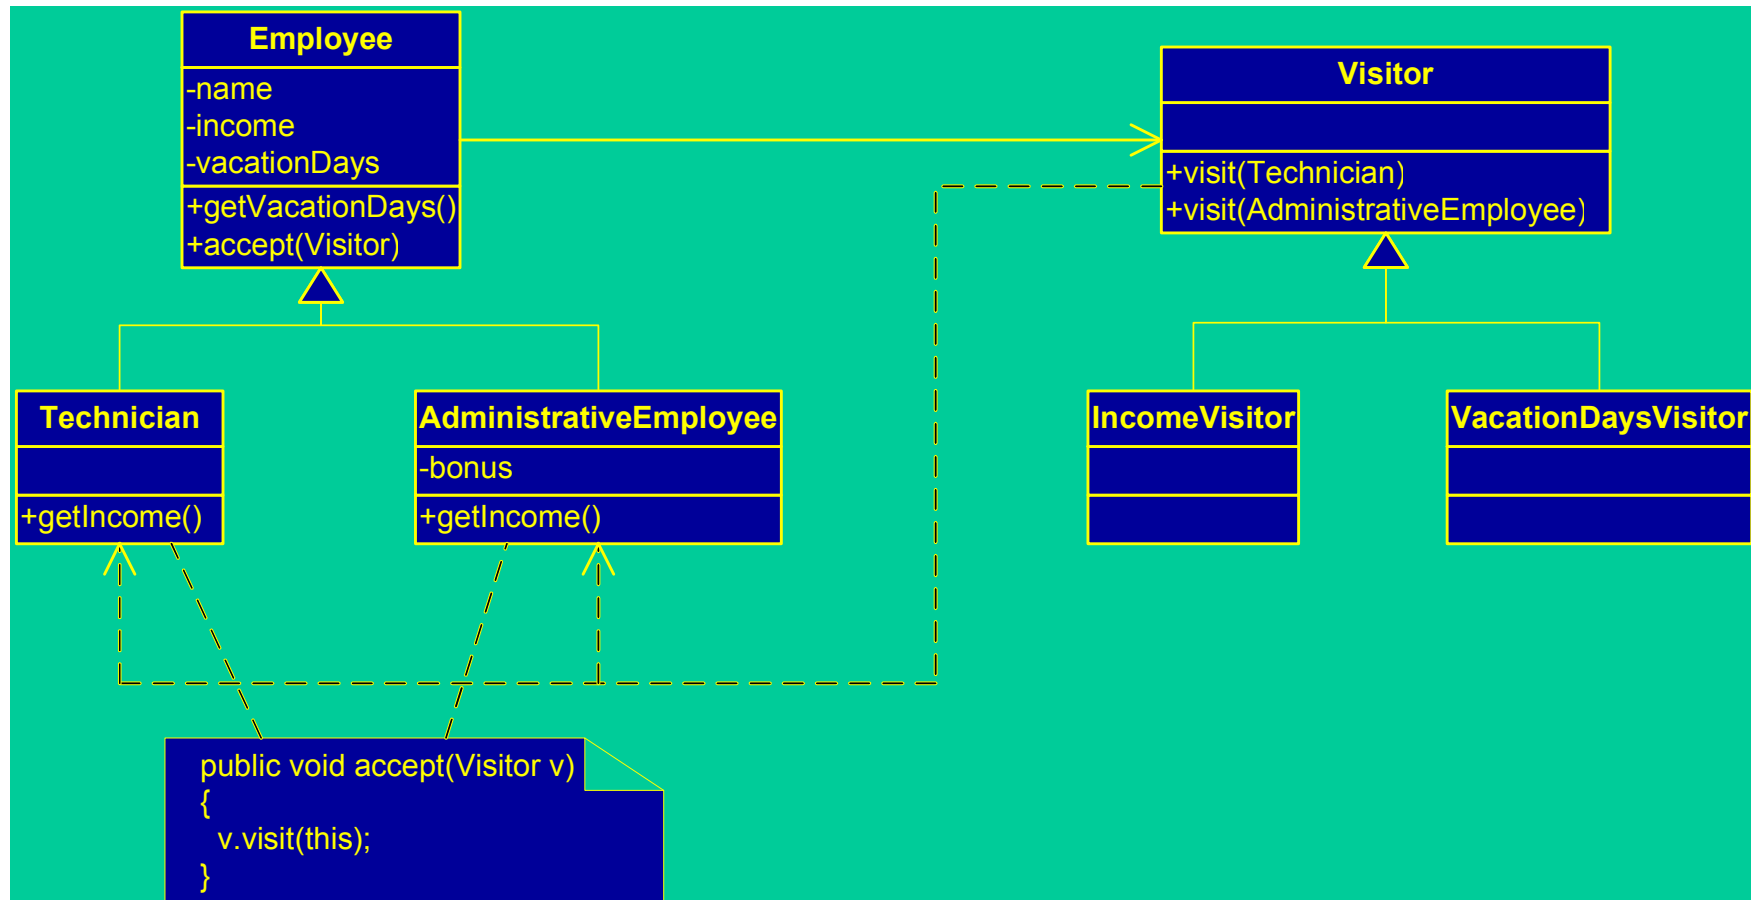 Employee
-name
-income
-vacationDays
+getVacationDays()
+accept(Visitor)
Visitor
+visit(Technician)
+visit(AdministrativeEmployee)
Technician
+getIncome()
AdministrativeEmployee
-bonus
+getIncome()
IncomeVisitor
VacationDaysVisitor
public void accept(Visitor v)
{
v.visit(this);
}